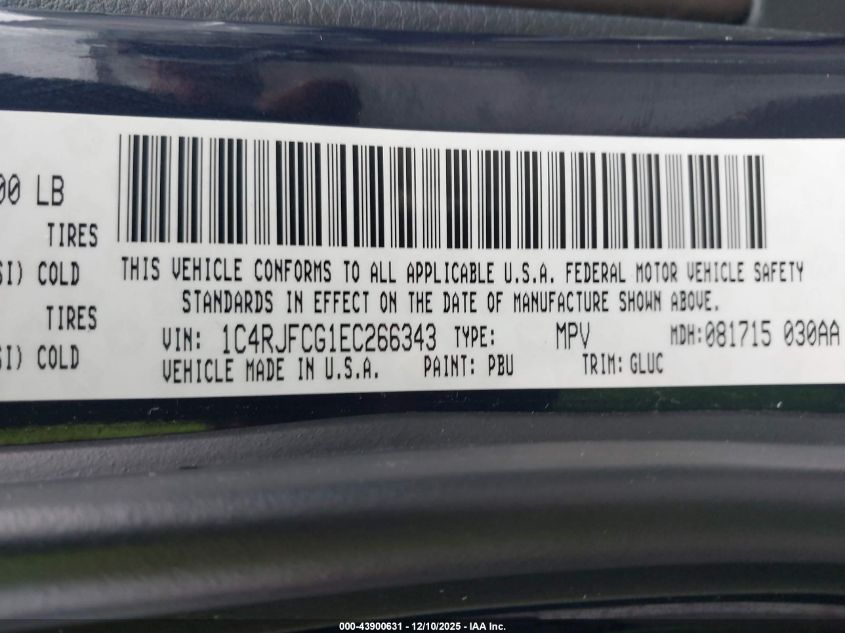 00 LB
TIRES
SI) COLD
TIRES
SI) COLD
THIS VEHICLE CONFORMS TO ALL APPLICABLE U.S.A. FEDERAL MOTOR VEHICLE SAFETY
STANDARDS IN EFFECT ON THE DATE OF MANUFACTURE SHOWN ABOVE.
VIN: 1C4RJFCG1EC266343 TYPE: MPV MDH:081715 030AA
VEHICLE MADE IN U.S.A. PAINT: PBU TRIM: GLUC
000-43900631 - 12/10/2025 - IAA Inc.